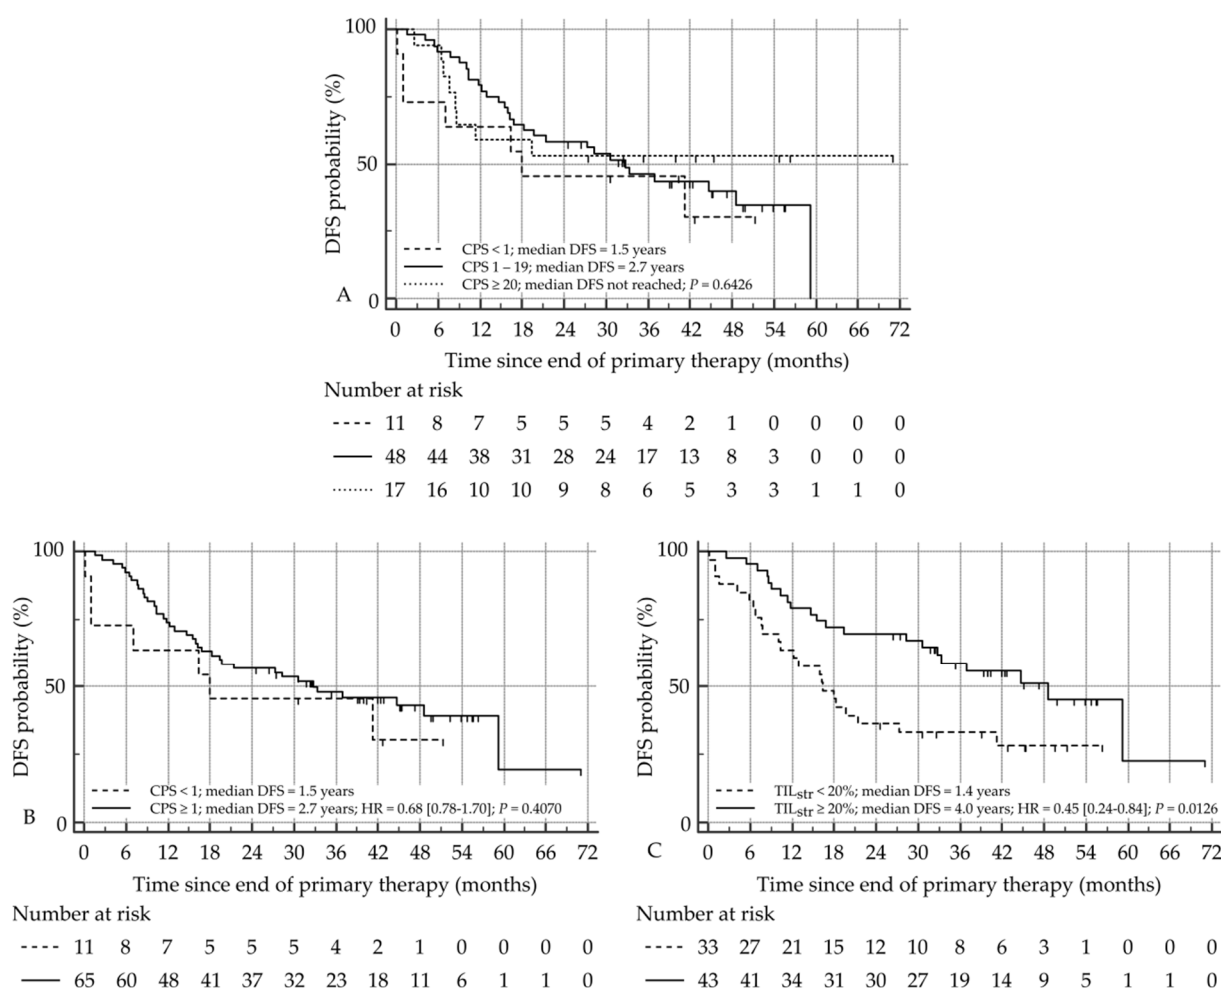 100
50
0
DFS probability (%)
CPS < 1; median DFS = 1.5 years
CPS 1 – 19; median DFS = 2.7 years
CPS ≥ 20; median DFS not reached; P = 0.6426
A
0 6 12 18 24 30 36 42 48 54 60 66 72
Time since end of primary therapy (months)
Number at risk
11 8 7 5 5 5 4 2 1 0 0 0 0
48 44 38 31 28 24 17 13 8 3 0 0 0
17 16 10 10 9 8 6 5 3 3 1 1 0
100
50
0
DFS probability (%)
CPS < 1; median DFS = 1.5 years
CPS ≥ 1; median DFS = 2.7 years; HR = 0.68 [0.78-1.70]; P = 0.4070
B
0 6 12 18 24 30 36 42 48 54 60 66 72
Time since end of primary therapy (months)
Number at risk
11 8 7 5 5 5 4 2 1 0 0 0 0
65 60 48 41 37 32 23 18 11 6 1 1 0
100
50
0
DFS probability (%)
TILstr < 20%; median DFS = 1.4 years
TILstr ≥ 20%; median DFS = 4.0 years; HR = 0.45 [0.24-0.84]; P = 0.0126
C
0 6 12 18 24 30 36 42 48 54 60 66 72
Time since end of primary therapy (months)
Number at risk
33 27 21 15 12 10 8 6 3 1 0 0 0
43 41 34 31 30 27 19 14 9 5 1 1 0